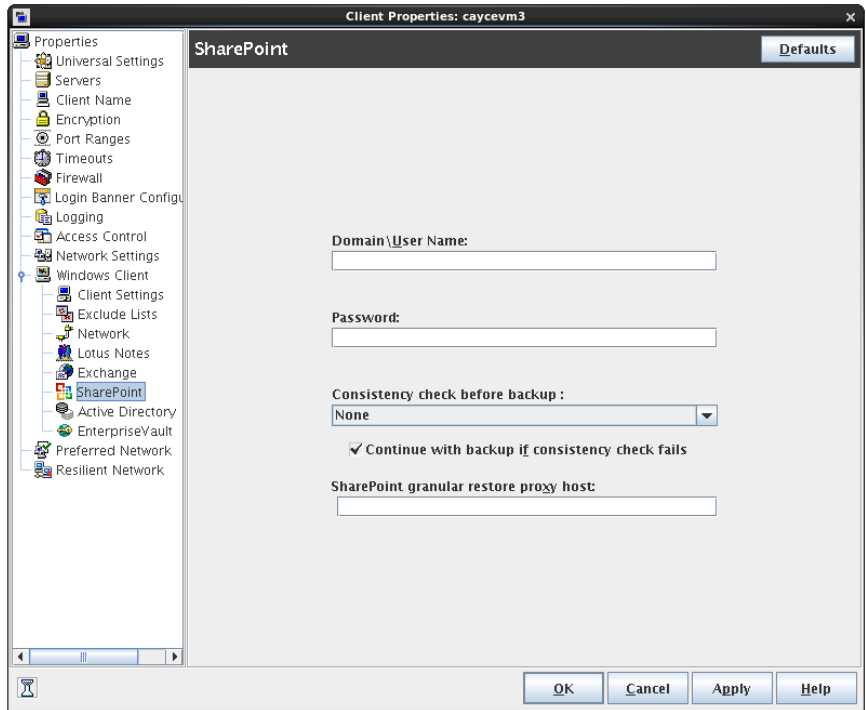 Client Properties: caycevm3
Properties
Universal Settings
Servers
Client Name
Encryption
Port Ranges
Timeouts
Firewall
Login Banner Configu
Logging
Access Control
Network Settings
Windows Client
Client Settings
Exclude Lists
Network
Lotus Notes
Exchange
SharePoint
Active Directory
EnterpriseVault
Preferred Network
Resilient Network
SharePoint
Defaults
Domain\User Name:
Password:
Consistency check before backup :
None
Continue with backup if consistency check fails
SharePoint granular restore proxy host:
OK
Cancel
Apply
Help